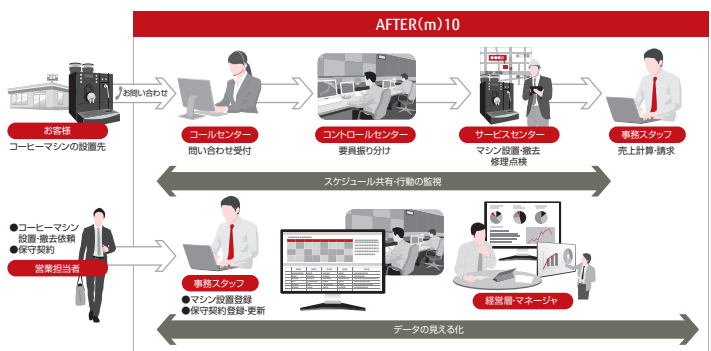 AFTER(m)10
お問い合わせ
お客様
コーヒーマシンの設置先
コールセンター
問い合わせ受付
コントロールセンター
要員振り分け
サービスセンター
マシン設置・撤去
修理点検
事務スタッフ
売上計算・請求
スケジュール共有・行動の監視
●コーヒーマシン
設置・撤去依頼
●保守契約
営業担当者
事務スタッフ
●マシン設置登録
●保守契約登録・更新
経営層・マネージャ
データの見える化